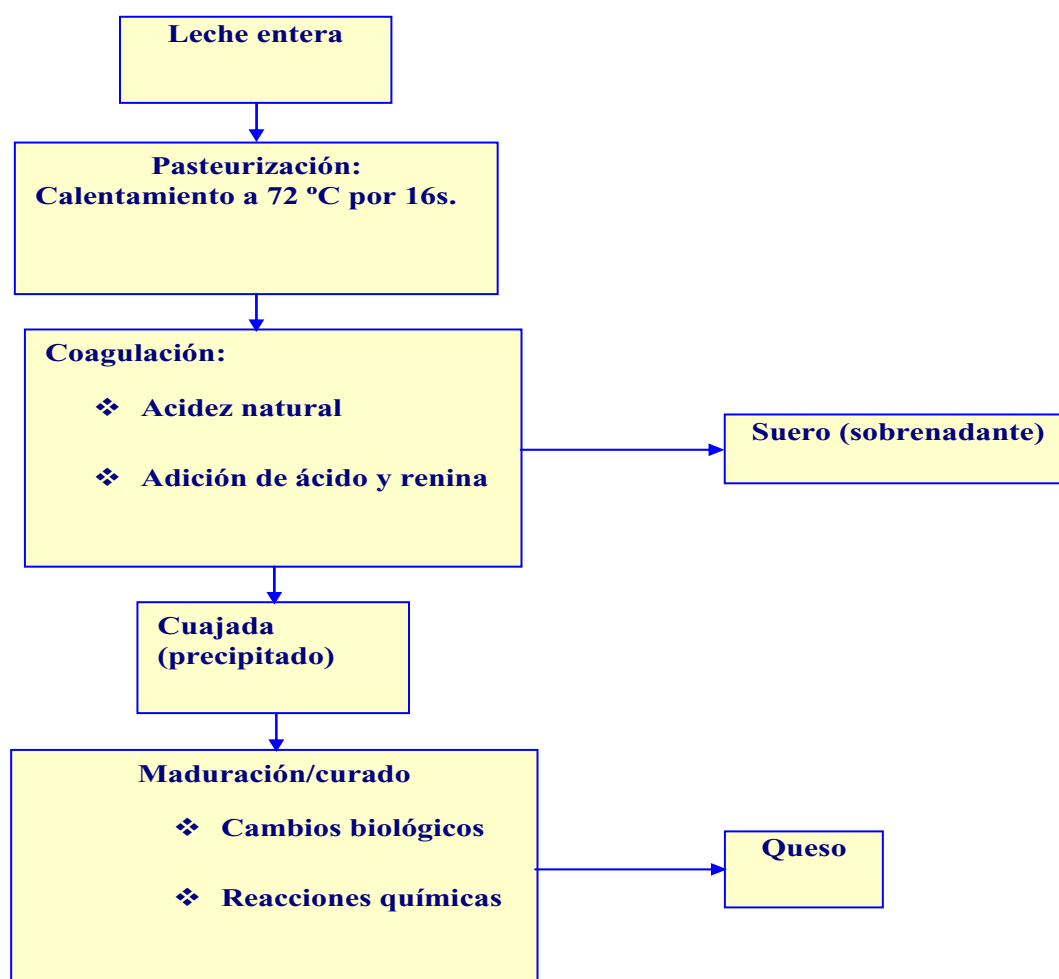 Leche entera
Pasteurización:
Calentamiento a 72 ºC por 16s.
Coagulación:
❖ Acidez natural
❖ Adición de ácido y renina
Suero (sobrenadante)
Cuajada
(precipitado)
Maduración/curado
❖ Cambios biológicos
❖ Reacciones químicas
Queso